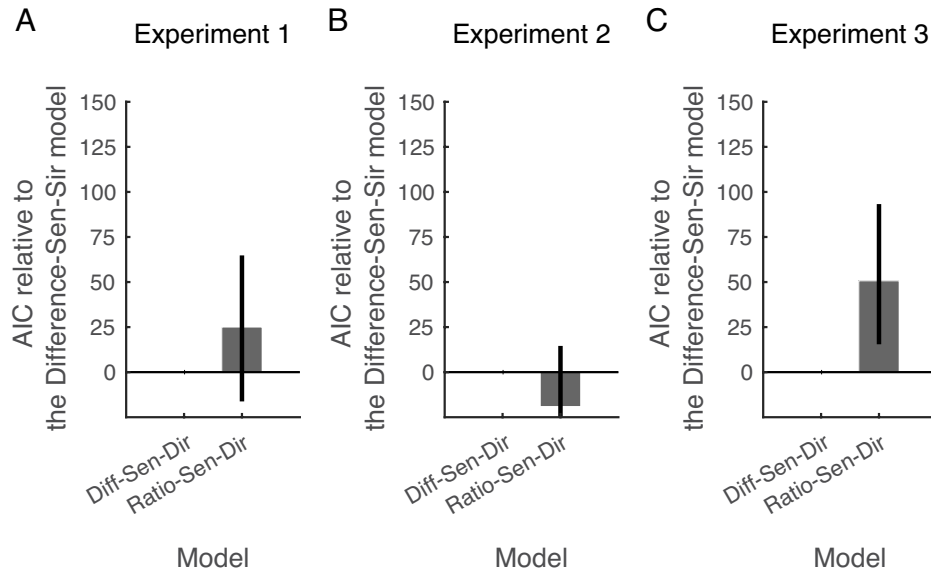 A
Experiment 1
AIC relative to
the Difference-Sen-Sir model
150
125
100
75
50
25
0
Diff-Sen-Dir
Ratio-Sen-Dir
Model
B
Experiment 2
AIC relative to
the Difference-Sen-Sir model
150
125
100
75
50
25
0
Diff-Sen-Dir
Ratio-Sen-Dir
Model
C
Experiment 3
AIC relative to
the Difference-Sen-Sir model
150
125
100
75
50
25
0
Diff-Sen-Dir
Ratio-Sen-Dir
Model